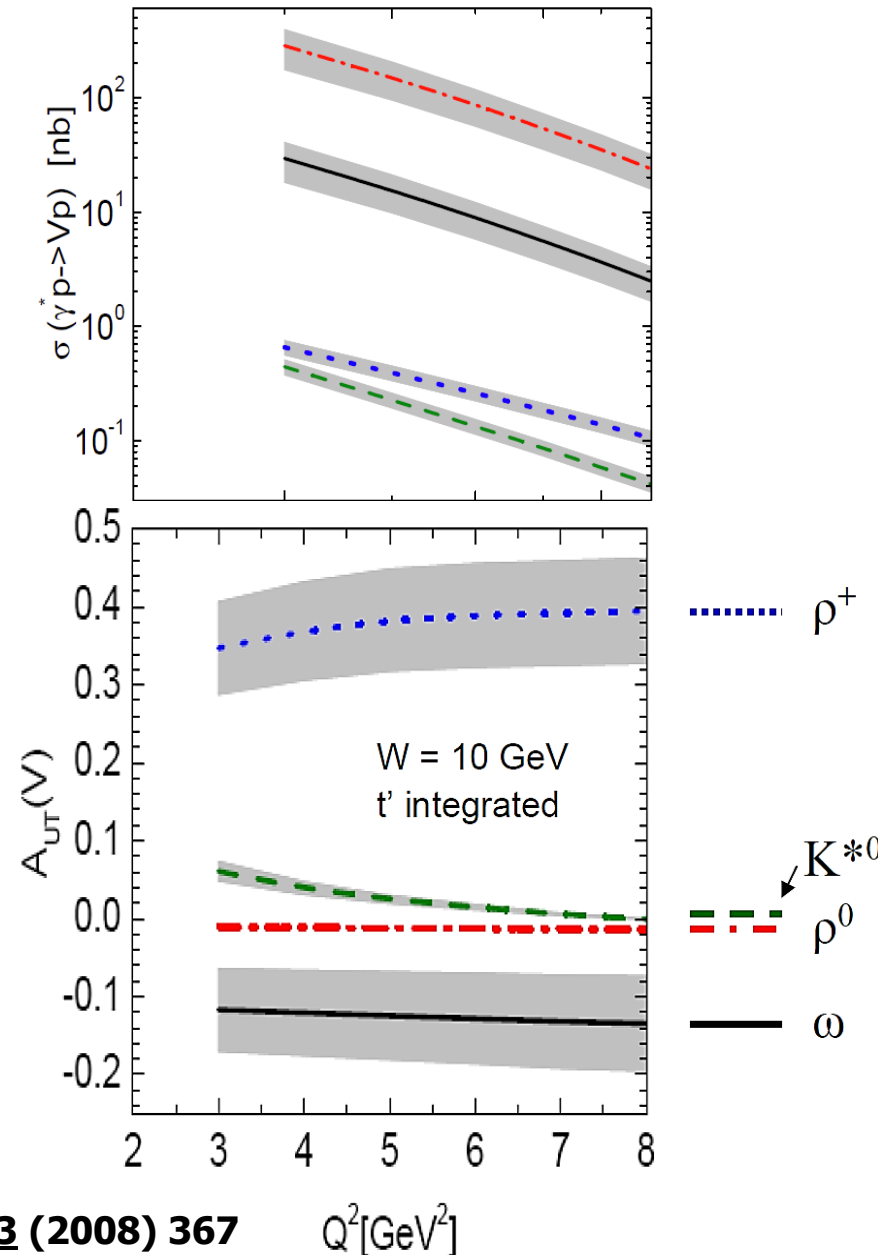 σ (γ* p->Vp) [nb]
10²
10¹
10⁰
10⁻¹
A_UT(V)
0.5
0.4
0.3
0.2
0.1
0.0
-0.1
-0.2
W = 10 GeV
t' integrated
ρ⁺
K*⁰
ρ⁰
ω
2 3 4 5 6 7 8
3 (2008) 367 Q²[GeV²]